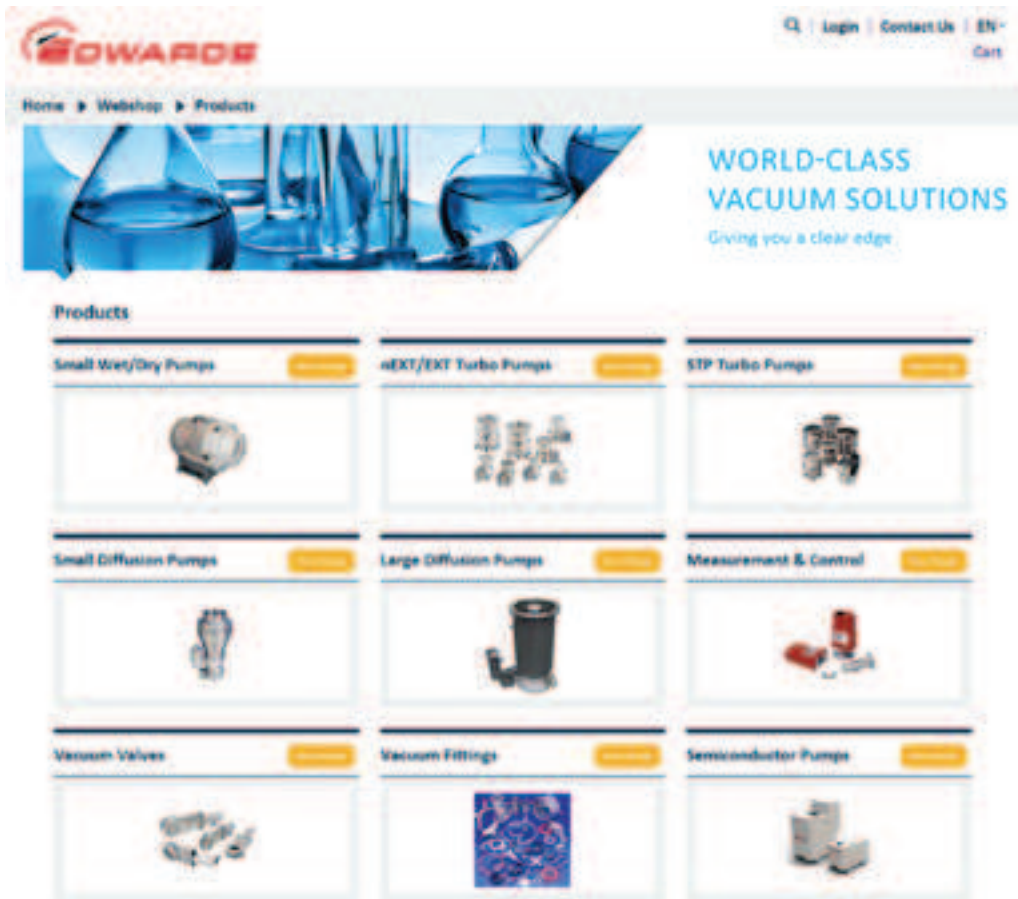 EDWARDS
Login | Contact Us | EN
Cart
Home ▶ Webshop ▶ Products
WORLD-CLASS
VACUUM SOLUTIONS
Giving you a clear edge
Products
Small Wet/Dry Pumps
nEXT/EXT Turbo Pumps
STP Turbo Pumps
Small Diffusion Pumps
Large Diffusion Pumps
Measurement & Control
Vacuum Valves
Vacuum Fittings
Semiconductor Pumps